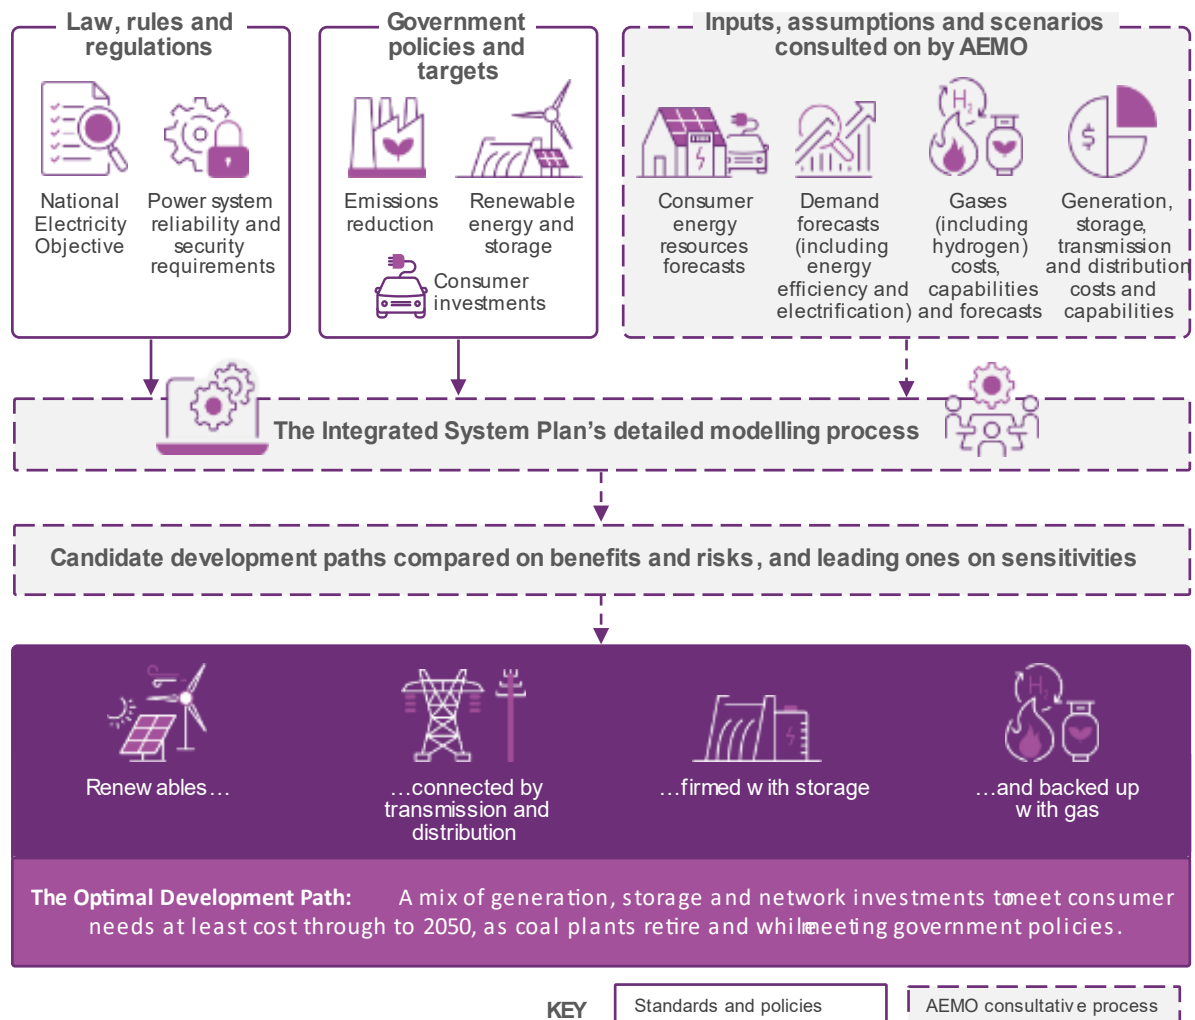 Law, rules and
regulations
National
Electricity
Objective
Power system
reliability and
security
requirements
Government
policies and
targets
Emissions
reduction
Renewable
energy and
storage
Consumer
investments
Inputs, assumptions and scenarios
consulted on by AEMO
Consumer
energy
resources
forecasts
Demand
forecasts
(including
energy
efficiency and
electrification)
H2
Gases
(including
hydrogen)
costs,
capabilities
and forecasts
$
Generation,
storage,
transmission
and distribution
costs and
capabilities
The Integrated System Plan's detailed modelling process
Candidate development paths compared on benefits and risks, and leading ones on sensitivities
Renewables…
…connected by
transmission and
distribution
…firmed with storage
H2
…and backed up
with gas
The Optimal Development Path: A mix of generation, storage and network investments to meet consumer
needs at least cost through to 2050, as coal plants retire and while meeting government policies.
KEY
Standards and policies
AEMO consultative process